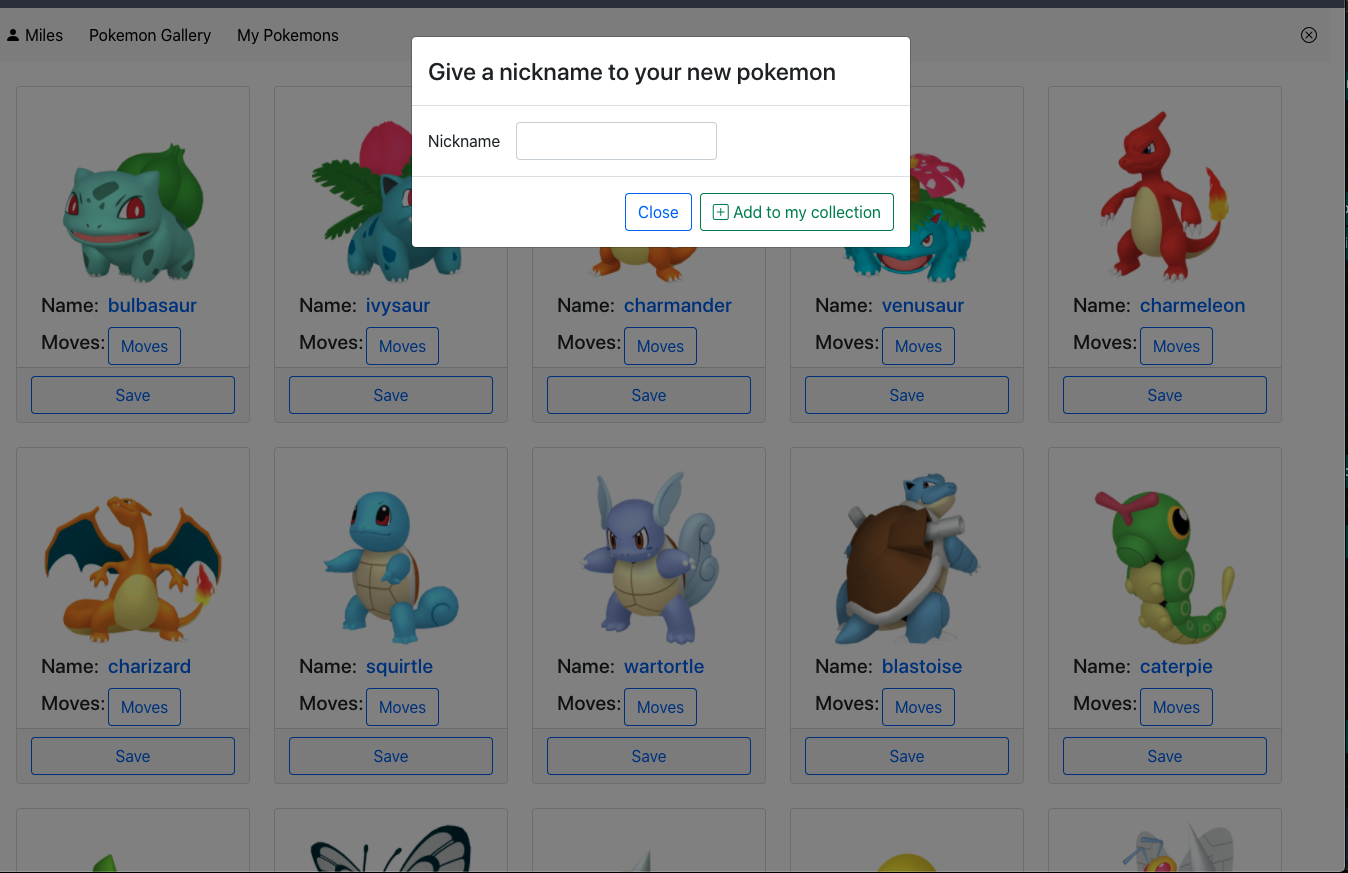 Miles Pokemon Gallery My Pokemons
Give a nickname to your new pokemon
Nickname
Close Add to my collection
Name: bulbasaur
Moves: Moves
Save
Name: ivysaur
Moves: Moves
Save
Name: charmander
Moves: Moves
Save
Name: venusaur
Moves: Moves
Save
Name: charmeleon
Moves: Moves
Save
Name: charizard
Moves: Moves
Save
Name: squirtle
Moves: Moves
Save
Name: wartortle
Moves: Moves
Save
Name: blastoise
Moves: Moves
Save
Name: caterpie
Moves: Moves
Save